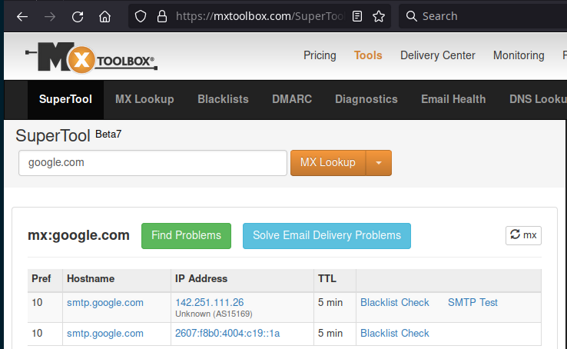 https://mxtoolbox.com/SuperToo
Search
MX TOOLBOX®
Pricing Tools Delivery Center Monitoring
SuperTool MX Lookup Blacklists DMARC Diagnostics Email Health DNS Looku
SuperTool Beta7
google.com MX Lookup
mx:google.com Find Problems Solve Email Delivery Problems mx
Pref Hostname IP Address TTL
10 smtp.google.com 142.251.111.26 5 min Blacklist Check SMTP Test
Unknown (AS15169)
10 smtp.google.com 2607:f8b0:4004:c19::1a 5 min Blacklist Check